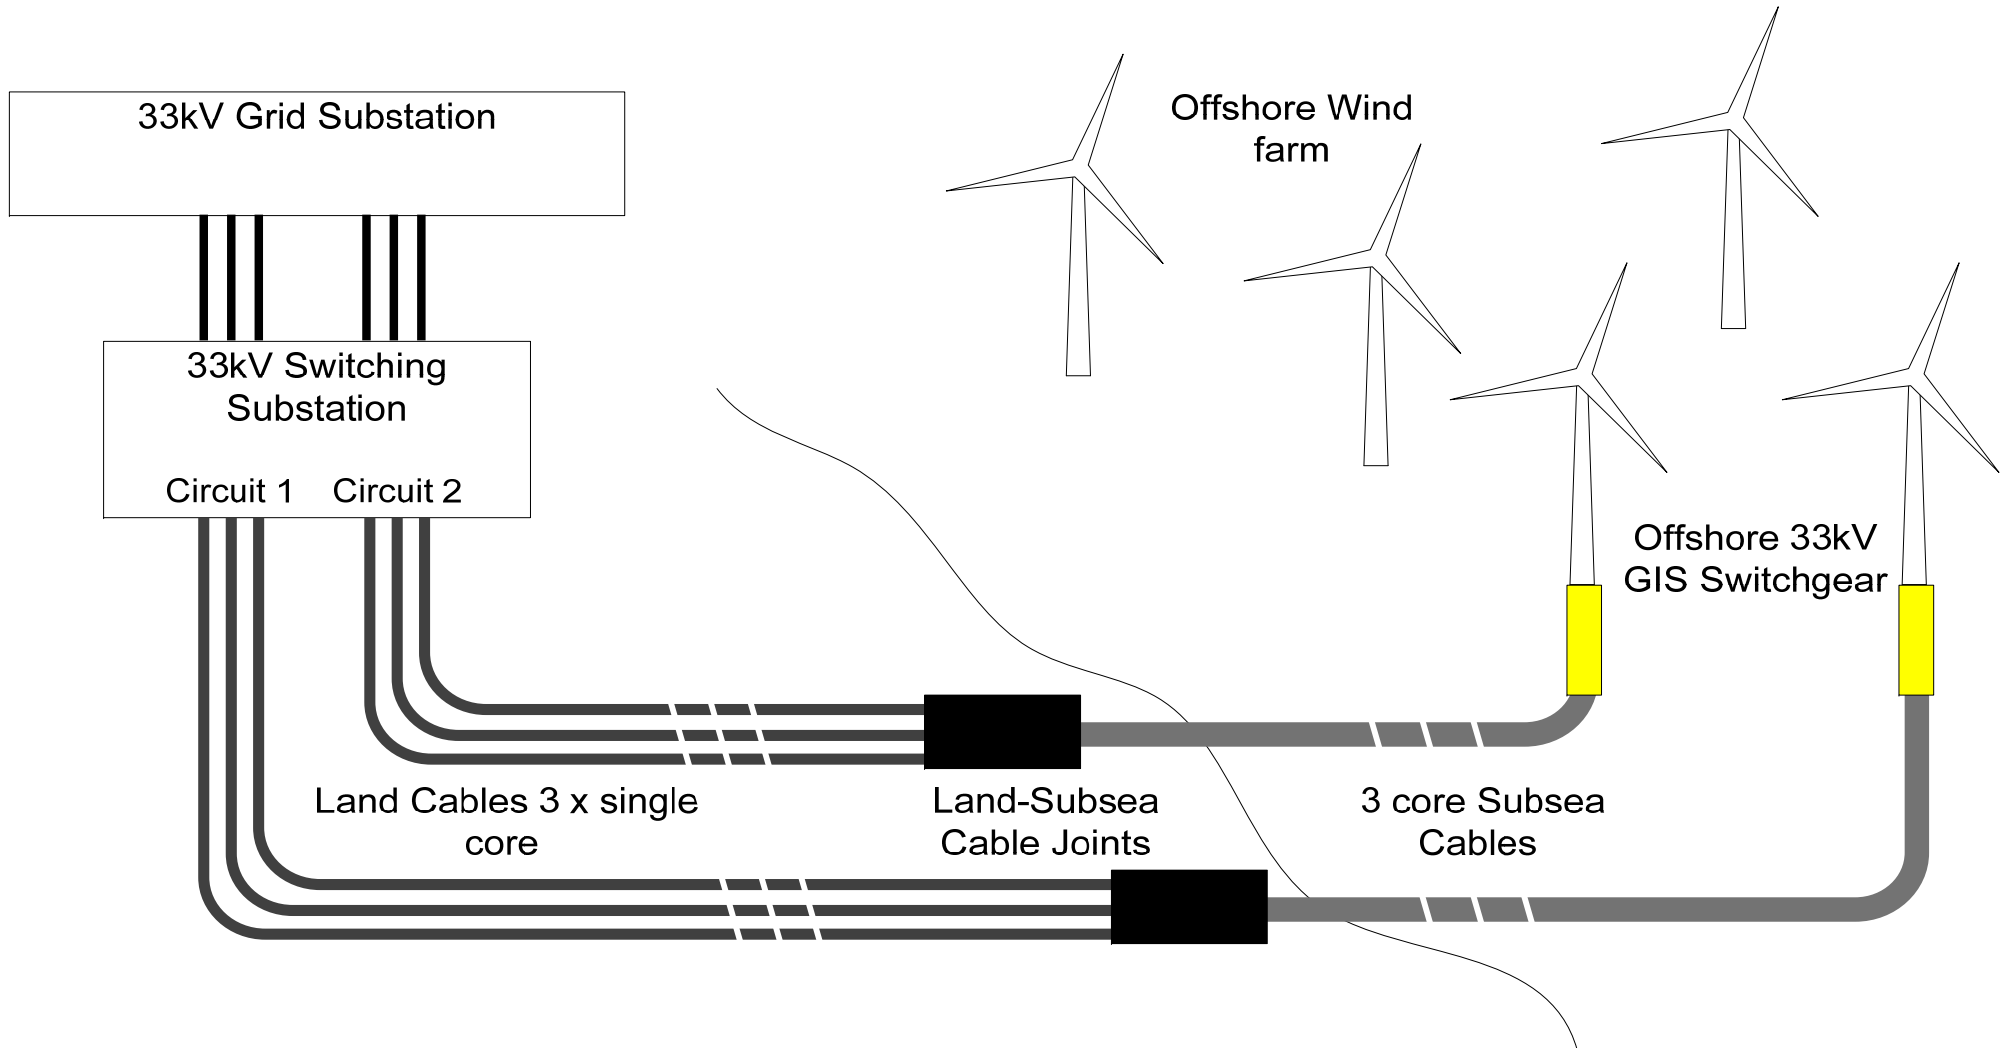 33kV Grid Substation
Offshore Wind
farm
33kV Switching
Substation
Circuit 1
Circuit 2
Offshore 33kV
GIS Switchgear
Land Cables 3 x single
core
Land-Subsea
Cable Joints
3 core Subsea
Cables